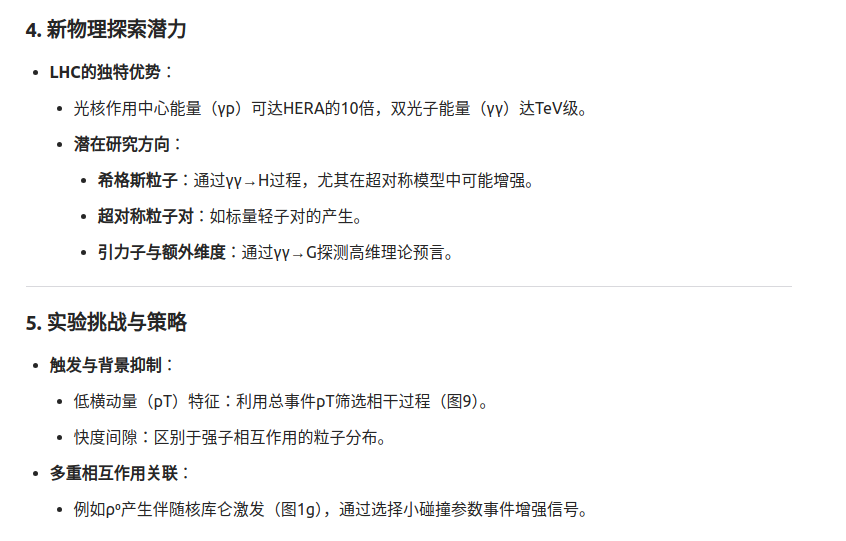 4. 新物理探索潜力
• LHC的独特优势：
• 光核作用中心能量（γp）可达HERA的10倍，双光子能量（γγ）达TeV级。
• 潜在研究方向：
• 希格斯粒子：通过γγ→H过程，尤其在超对称模型中可能增强。
• 超对称粒子对：如标量轻子对的产生。
• 引力子与额外维度：通过γγ→G探测高维理论预言。
5. 实验挑战与策略
• 触发与背景抑制：
• 低横动量（pT）特征：利用总事件pT筛选相干过程（图9）。
• 快度间隙：区别于强子相互作用的粒子分布。
• 多重相互作用关联：
• 例如ρ⁰产生伴随核库仑激发（图1g），通过选择小碰撞参数事件增强信号。